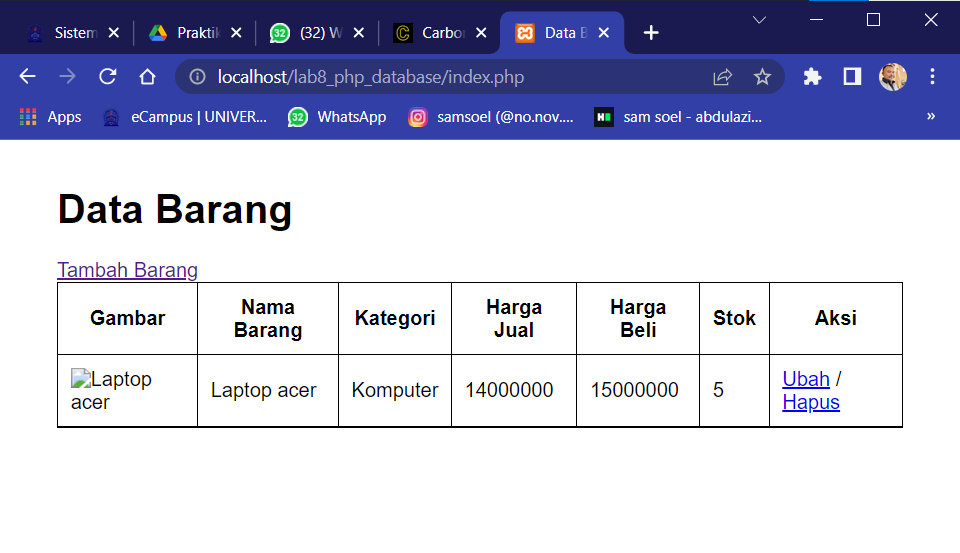 Sistem
Praktik
(32) W
Carbon
Data B
localhost/lab8_php_database/index.php
Apps
eCampus | UNIVER...
32
WhatsApp
samsoel (@no.nov....
sam soel - abdulazi...
»
Data Barang
Tambah Barang
Gambar
Nama
Barang
Kategori
Harga
Jual
Harga
Beli
Stok
Aksi
Laptop
acer
Laptop acer
Komputer
14000000
15000000
5
Ubah /
Hapus